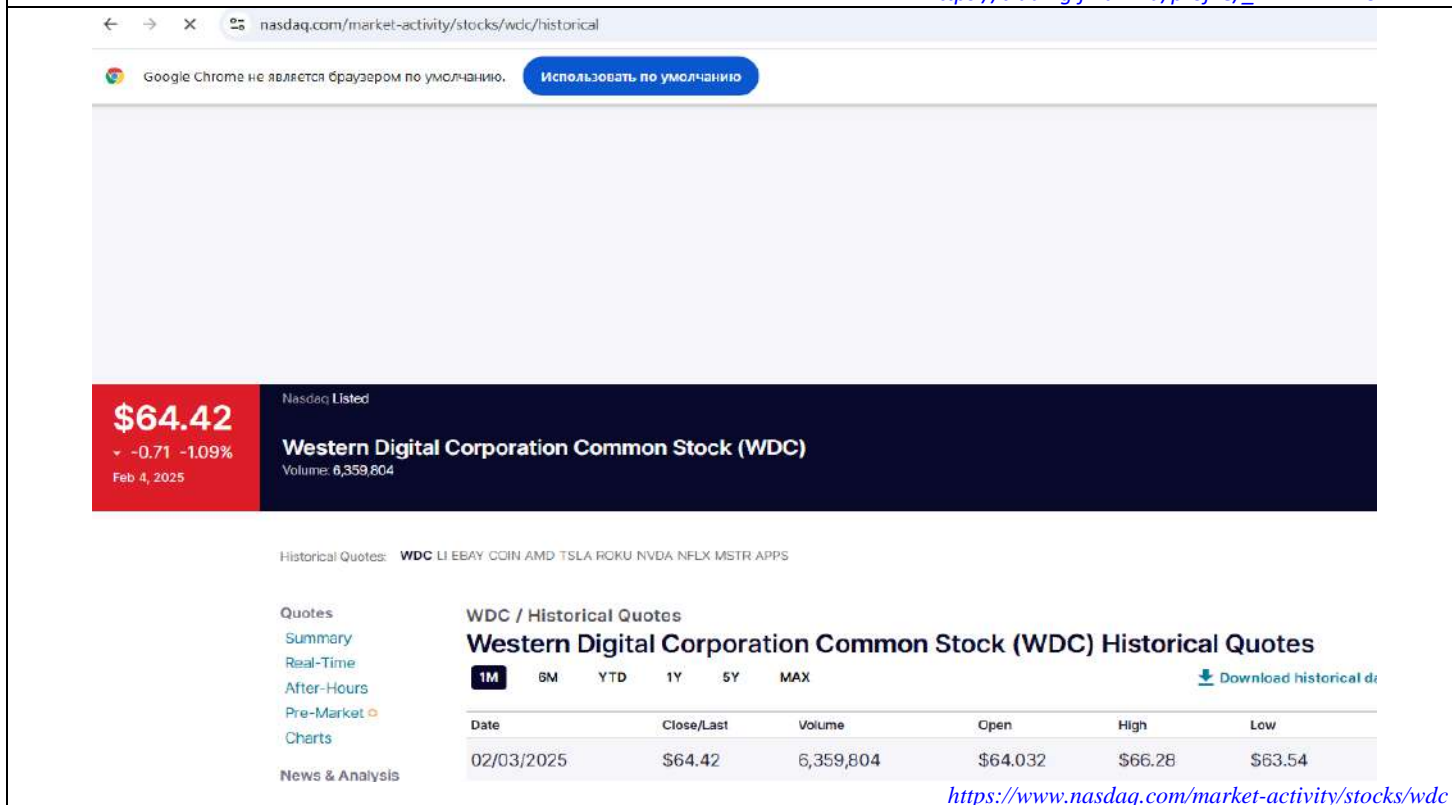 nasdaq.com/market-activity/stocks/wdc/historical
Google Chrome не является браузером по умолчанию. Использовать по умолчанию
$64.42
-0.71 -1.09%
Feb 4, 2025
Nasdaq Listed
Western Digital Corporation Common Stock (WDC)
Volume: 6,359,804
Historical Quotes: WDC LI EBAY COIN AMD TSLA ROKU NVDA NFLX MSTR APPS
Quotes
Summary
Real-Time
After-Hours
Pre-Market
Charts
News & Analysis
WDC / Historical Quotes
Western Digital Corporation Common Stock (WDC) Historical Quotes
1M 6M YTD 1Y 5Y MAX
Download historical da
Date Close/Last Volume Open High Low
02/03/2025 $64.42 6,359,804 $64.032 $66.28 $63.54
https://www.nasdaq.com/market-activity/stocks/wdc